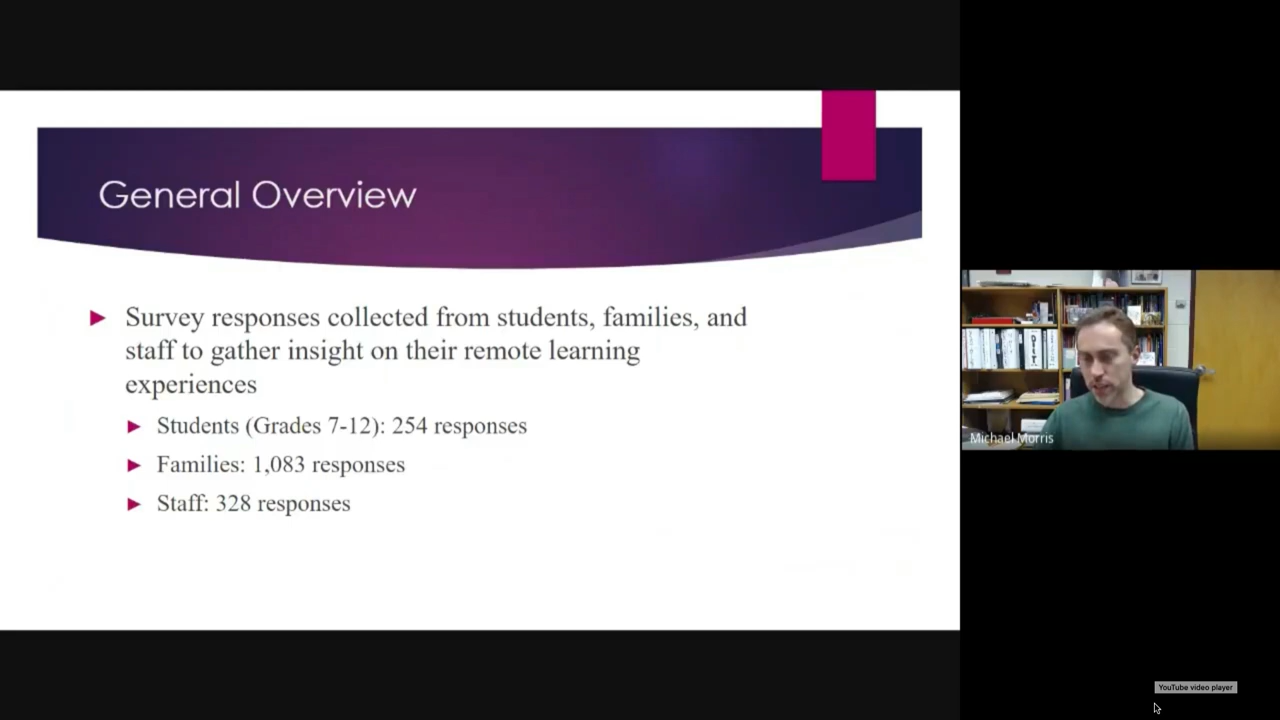 General Overview
Survey responses collected from students, families, and
staff to gather insight on their remote learning
experiences
Students (Grades 7-12): 254 responses
Families: 1,083 responses
Staff: 328 responses
Michael Morris
YouTube video player